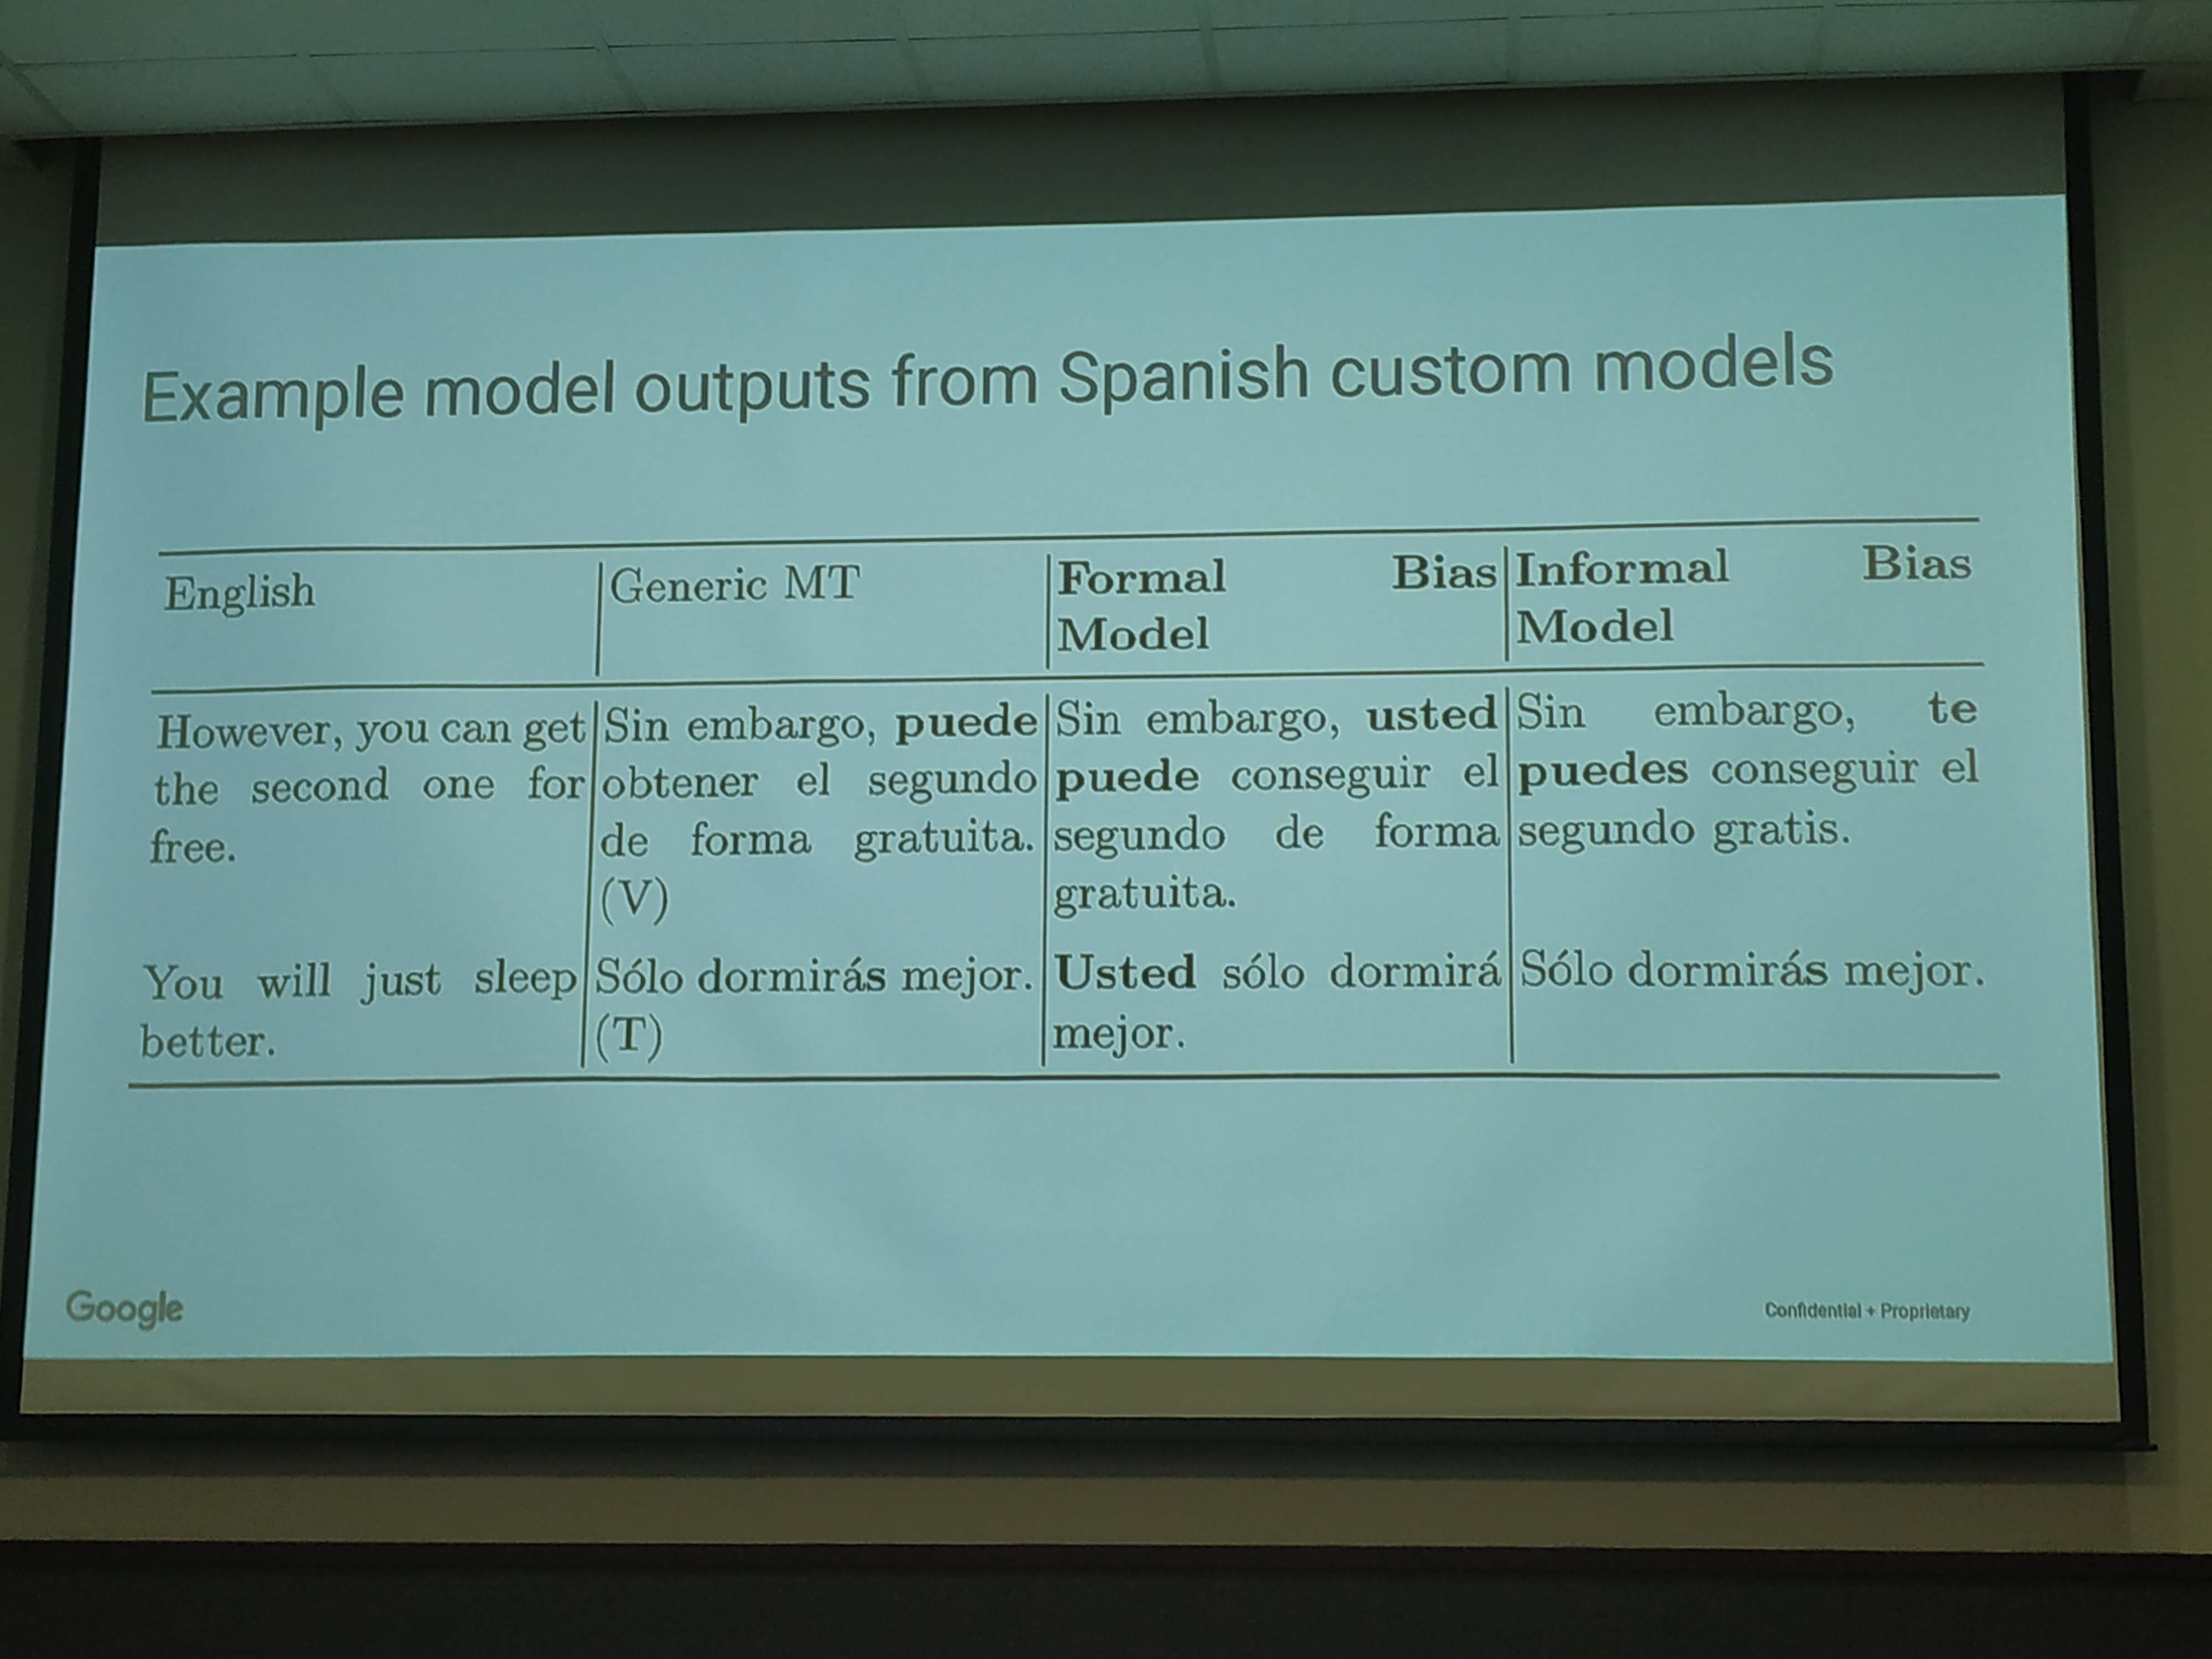 Example model outputs from Spanish custom models
English
Generic MT
Formal Bias
Model
Informal Bias
Model
However, you can get
the second one for
free.
Sin embargo, puede
obtener el segundo
de forma gratuita.
(V)
Sin embargo, usted
puede conseguir el
segundo de forma
gratuita.
Sin embargo, te
puedes conseguir el
segundo gratis.
You will just sleep
better.
Sólo dormirás mejor.
(T)
Usted sólo dormirá
mejor.
Sólo dormirás mejor.
Google
Confidential + Proprietary